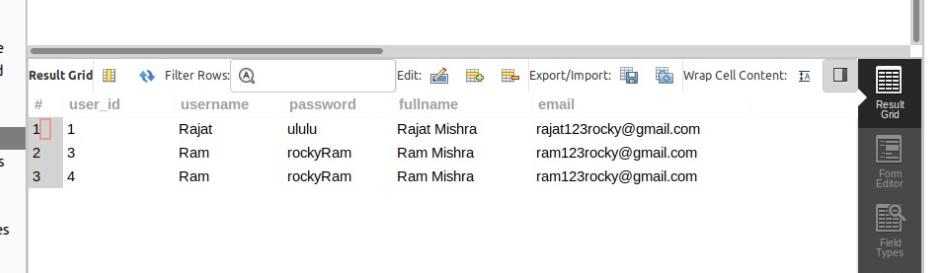 e
d
s
es
Result Grid Filter Rows: Edit: Export/Import: Wrap Cell Content:
# user_id username password fullname email
1 1 Rajat ululu Rajat Mishra rajat123rocky@gmail.com
2 3 Ram rockyRam Ram Mishra ram123rocky@gmail.com
3 4 Ram rockyRam Ram Mishra ram123rocky@gmail.com
Result
Grid
Form
Editor
Field
Types